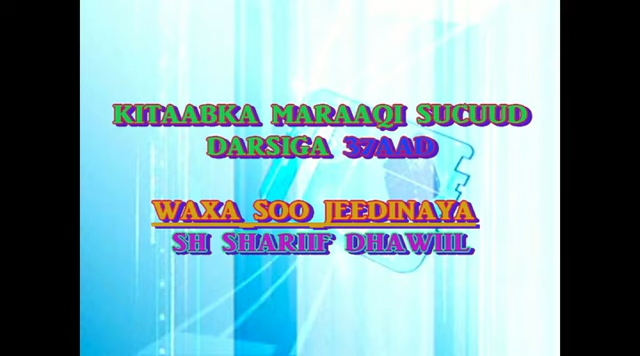 KITAABKA MARAAQI SUCUUD
DARSIGA 37AAD
WAXA SOO JEEDINAYA
SH SHARIIF DHAWIIL